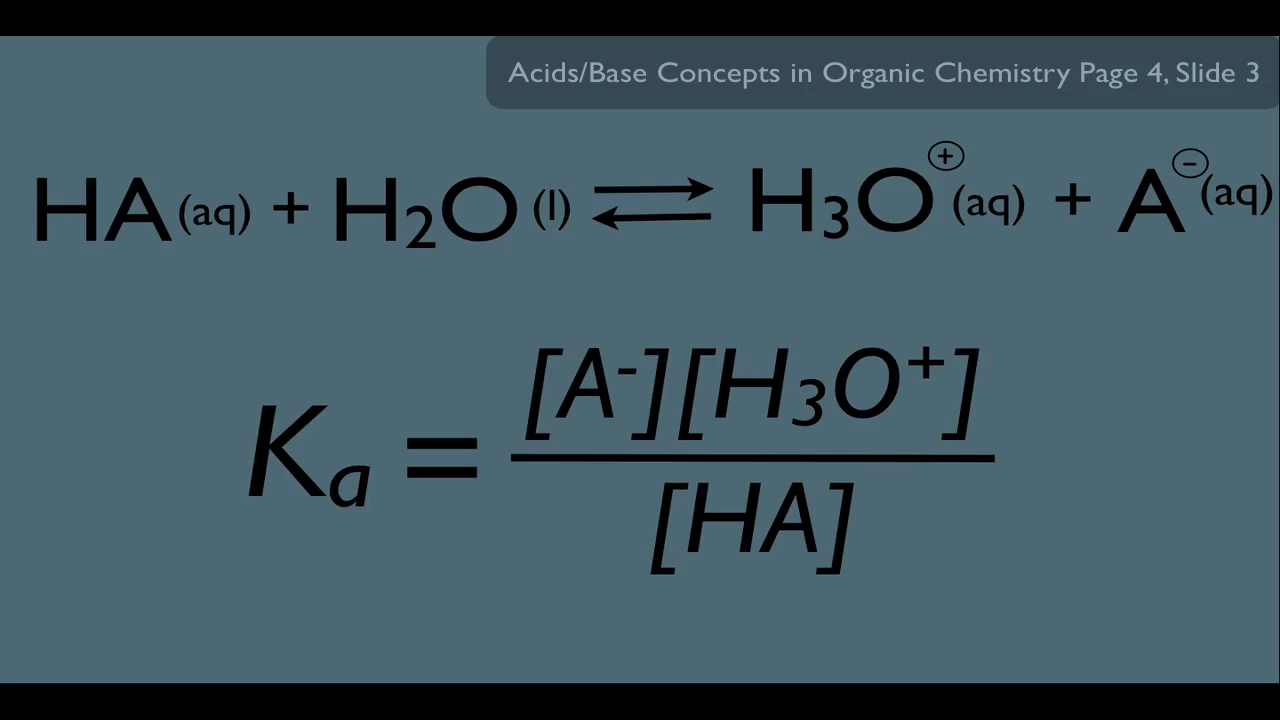 Acids/Base Concepts in Organic Chemistry Page 4, Slide 3
HA(aq) + H₂O (l) ⇌ H₃O⊕(aq) + A⊖(aq)
[A⁻][H₃O⁺]
Kₐ =
[HA]